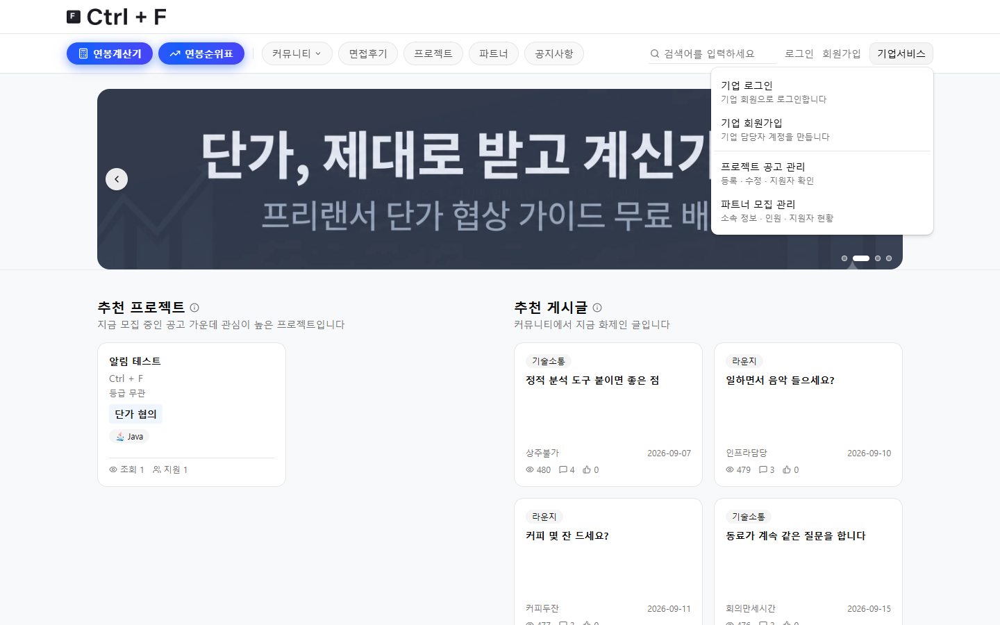 F Ctrl + F
연봉계산기
연봉순위표
커뮤니티
면접후기
프로젝트
파트너
공지사항
검색어를 입력하세요
로그인
회원가입
기업서비스
기업 로그인
기업 회원으로 로그인합니다
기업 회원가입
기업 담당자 계정을 만듭니다
프로젝트 공고 관리
등록 · 수정 · 지원자 확인
파트너 모집 관리
소속 정보 · 인원 · 지원자 현황
단가, 제대로 받고 계신가
프리랜서 단가 협상 가이드 무료 배
추천 프로젝트
지금 모집 중인 공고 가운데 관심이 높은 프로젝트입니다
알림 테스트
Ctrl + F
등급 무관
단가 협의
Java
조회 1 지원 1
추천 게시글
커뮤니티에서 지금 화제인 글입니다
기술소통
정적 분석 도구 붙이면 좋은 점
상주불가 2026-09-07
480 4 0
라운지
일하면서 음악 들으세요?
인프라담당 2026-09-10
479 3 0
라운지
커피 몇 잔 드세요?
커피두잔 2026-09-11
477 3 0
기술소통
동료가 계속 같은 질문을 합니다
회의만세시간 2026-09-15
476 0